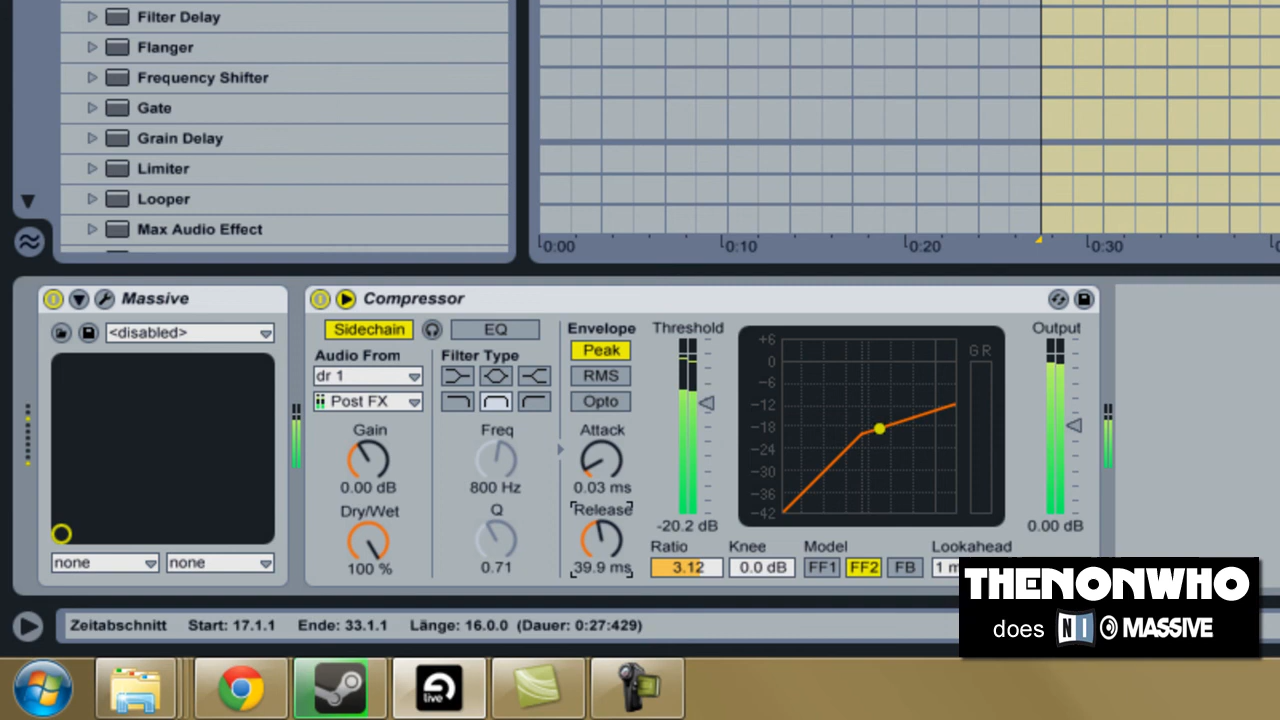 Filter Delay
Flanger
Frequency Shifter
Gate
Grain Delay
Limiter
Looper
Max Audio Effect
0:00 0:10 0:20 0:30
Massive
<disabled>
none none
Compressor
Sidechain EQ
Audio From Filter Type
dr 1
Post FX
Gain Freq
0.00 dB 800 Hz
Dry/Wet Q
100 % 0.71
Envelope
Peak
RMS
Opto
Attack
0.03 ms
Release
39.9 ms
Threshold
-20.2 dB
+6
0
-6
-12
-18
-24
-30
-36
-42
GR
Output
0.00 dB
Ratio Knee Model Lookahead
3.12 0.0 dB FF1 FF2 FB 1 m
Zeitabschnitt Start: 17.1.1 Ende: 33.1.1 Länge: 16.0.0 (Dauer: 0:27:429)
THENONWHO
does NI MASSIVE
live